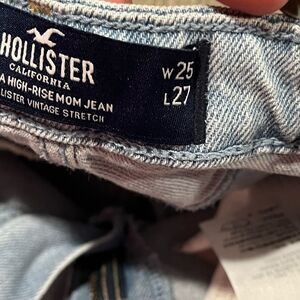 HOLLISTER
CALIFORNIA
A HIGH-RISE MOM JEAN
LISTER VINTAGE STRETCH
W 25
L 27